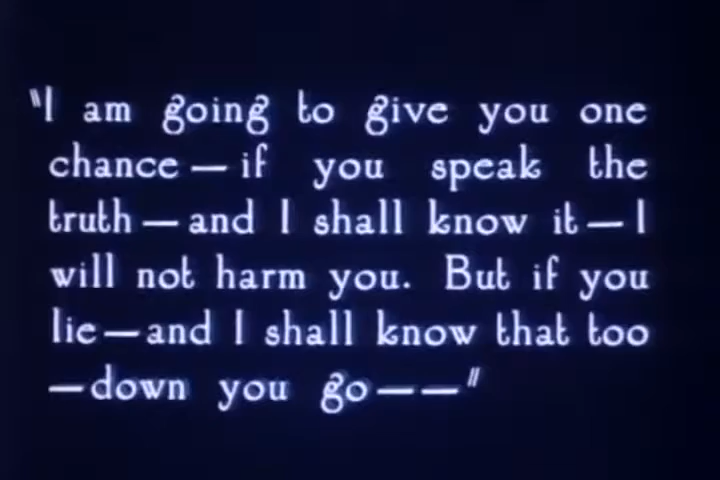 "I am going to give you one
chance — if you speak the
truth — and I shall know it — I
will not harm you. But if you
lie — and I shall know that too
— down you go — — "